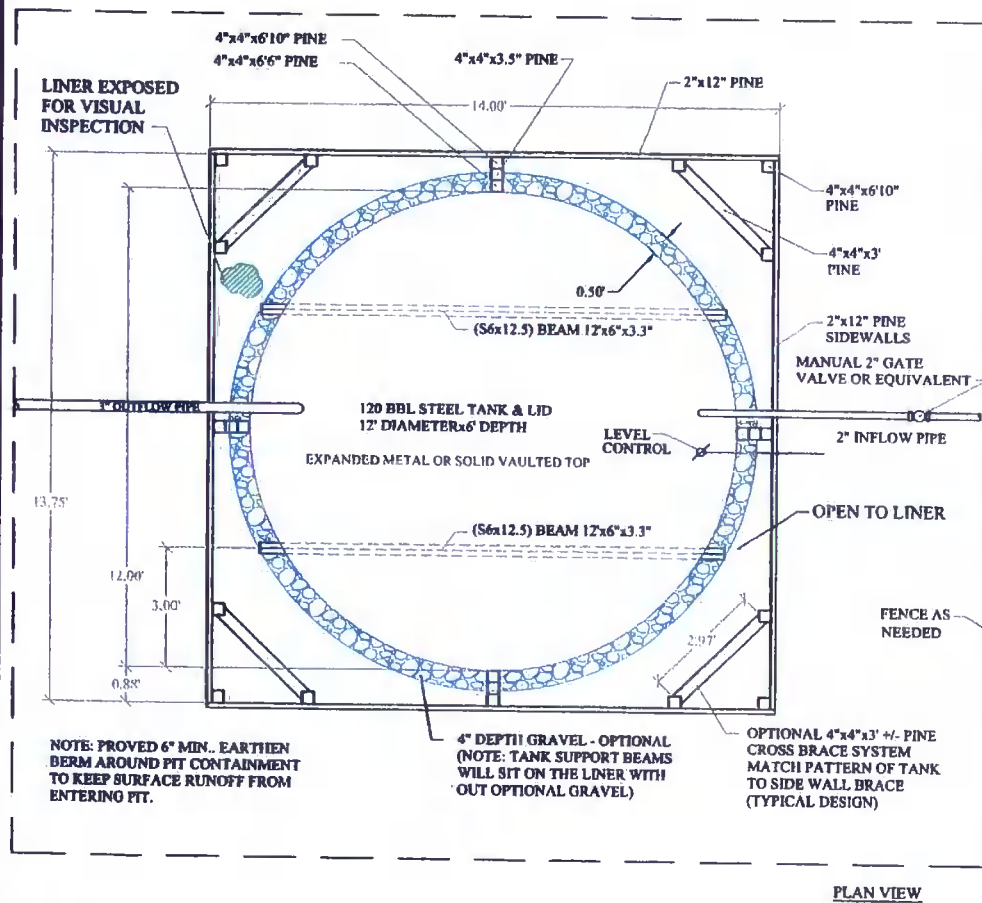 4"x4"x6'10" PINE
4"x4"x6'6" PINE
4"x4"x3.5" PINE
2"x12" PINE
LINER EXPOSED
FOR VISUAL
INSPECTION
14.00'
4"x4"x6'10"
PINE
4"x4"x3'
PINE
0.50'
(S6x12.5) BEAM 12'x6"x3.3"
2"x12" PINE
SIDEWALLS
MANUAL 2" GATE
VALVE OR EQUIVALENT
3" OUTFLOW PIPE
120 BBL STEEL TANK & LID
12' DIAMETERx6' DEPTH
LEVEL
CONTROL
2" INFLOW PIPE
EXPANDED METAL OR SOLID VAULTED TOP
13.75'
OPEN TO LINER
(S6x12.5) BEAM 12'x6"x3.3"
12.00'
3.00'
2.97'
FENCE AS
NEEDED
0.88'
NOTE: PROVED 6" MIN.. EARTHEN
BERM AROUND PIT CONTAINMENT
TO KEEP SURFACE RUNOFF FROM
ENTERING PIT.
4" DEPTH GRAVEL - OPTIONAL
(NOTE: TANK SUPPORT BEAMS
WILL SIT ON THE LINER WITH
OUT OPTIONAL GRAVEL)
OPTIONAL 4"x4"x3' +/- PINE
CROSS BRACE SYSTEM
MATCH PATTERN OF TANK
TO SIDE WALL BRACE
(TYPICAL DESIGN)
PLAN VIEW